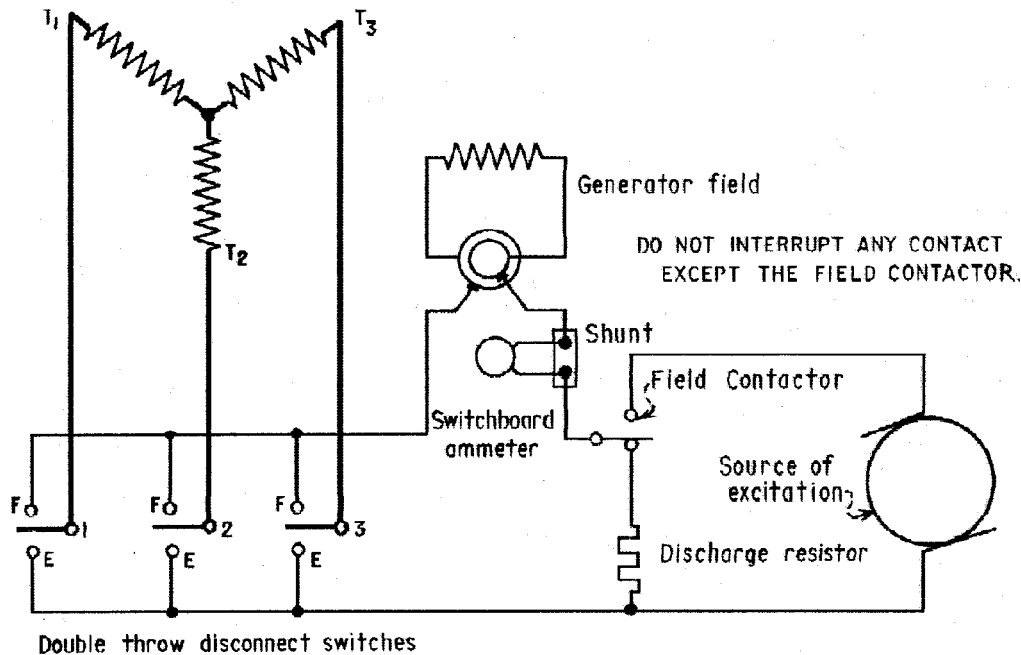 T1
T3
T2
Generator field
DO NOT INTERRUPT ANY CONTACT
EXCEPT THE FIELD CONTACTOR.
Shunt
Field Contactor
Switchboard
ammeter
Source of
excitation
F
1
F
2
F
3
E
E
E
Discharge resistor
Double throw disconnect switches